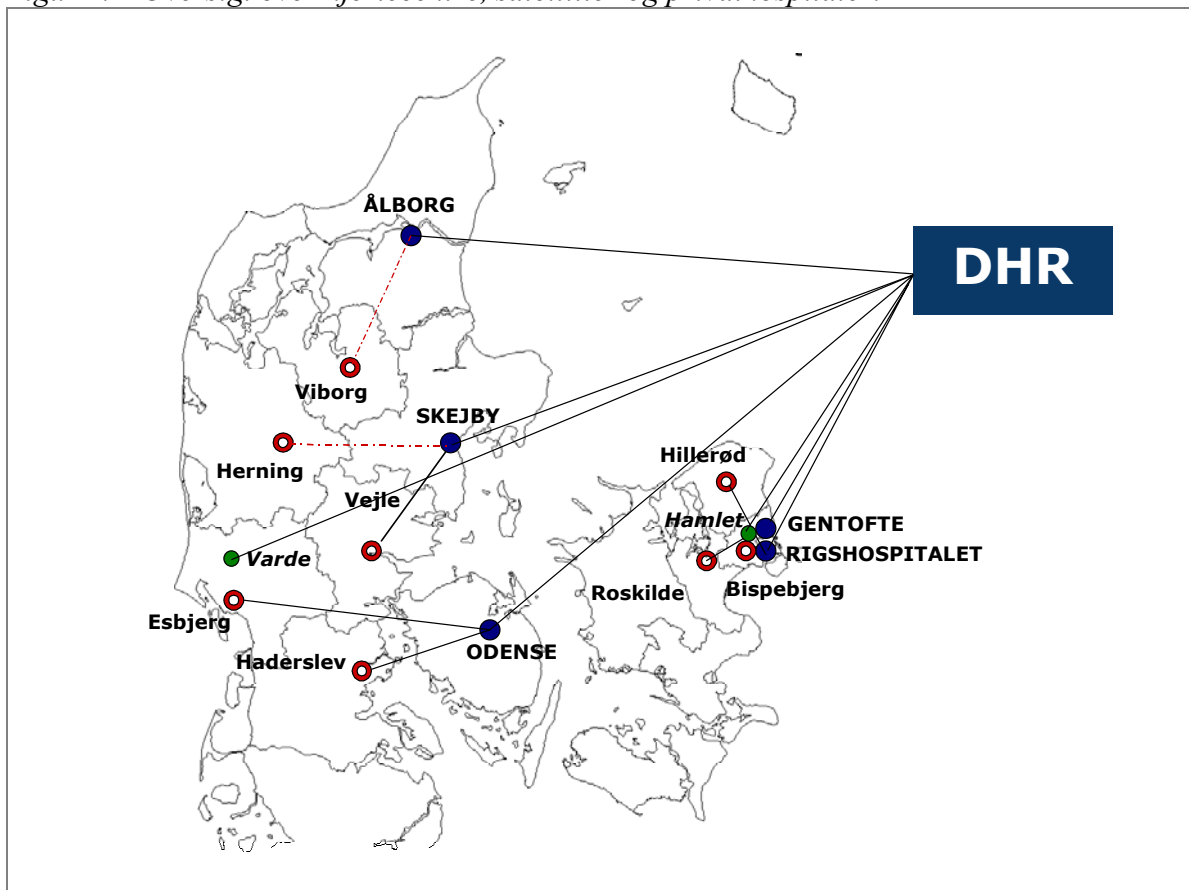 ÅLBORG
DHR
Viborg
SKEJBY
Herning
Hillerød
Vejle
Hamlet
GENTOFTE
Varde
RIGSHOSPITALET
Roskilde
Bispebjerg
Esbjerg
ODENSE
Haderslev